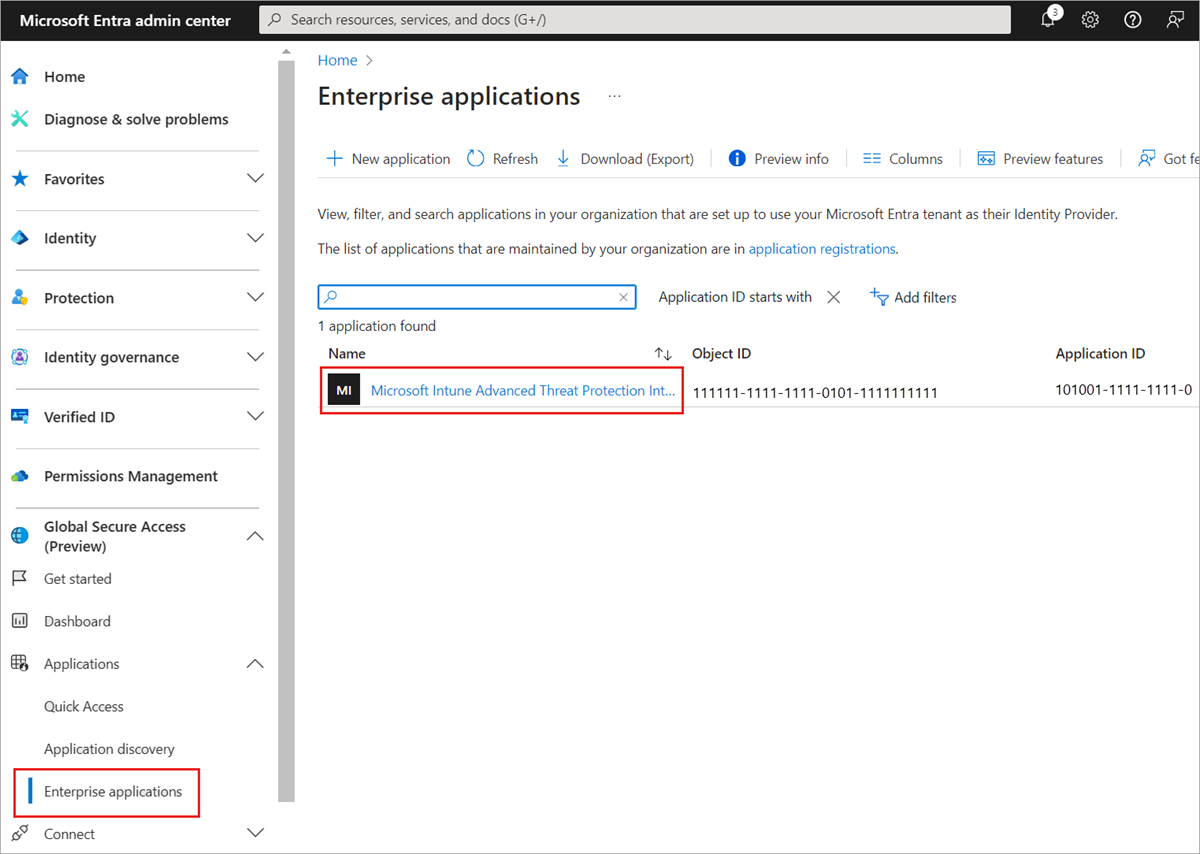 Microsoft Entra admin center
Search resources, services, and docs (G+/)
3
Home
Diagnose & solve problems
Favorites
Identity
Protection
Identity governance
Verified ID
Permissions Management
Global Secure Access
(Preview)
Get started
Dashboard
Applications
Quick Access
Application discovery
Enterprise applications
Connect
Home
Enterprise applications
...
New application
Refresh
Download (Export)
Preview info
Columns
Preview features
Got fe
View, filter, and search applications in your organization that are set up to use your Microsoft Entra tenant as their Identity Provider.
The list of applications that are maintained by your organization are in application registrations.
Application ID starts with
Add filters
1 application found
Name
Object ID
Application ID
MI
Microsoft Intune Advanced Threat Protection Int...
111111-1111-1111-0101-1111111111
101001-1111-1111-0